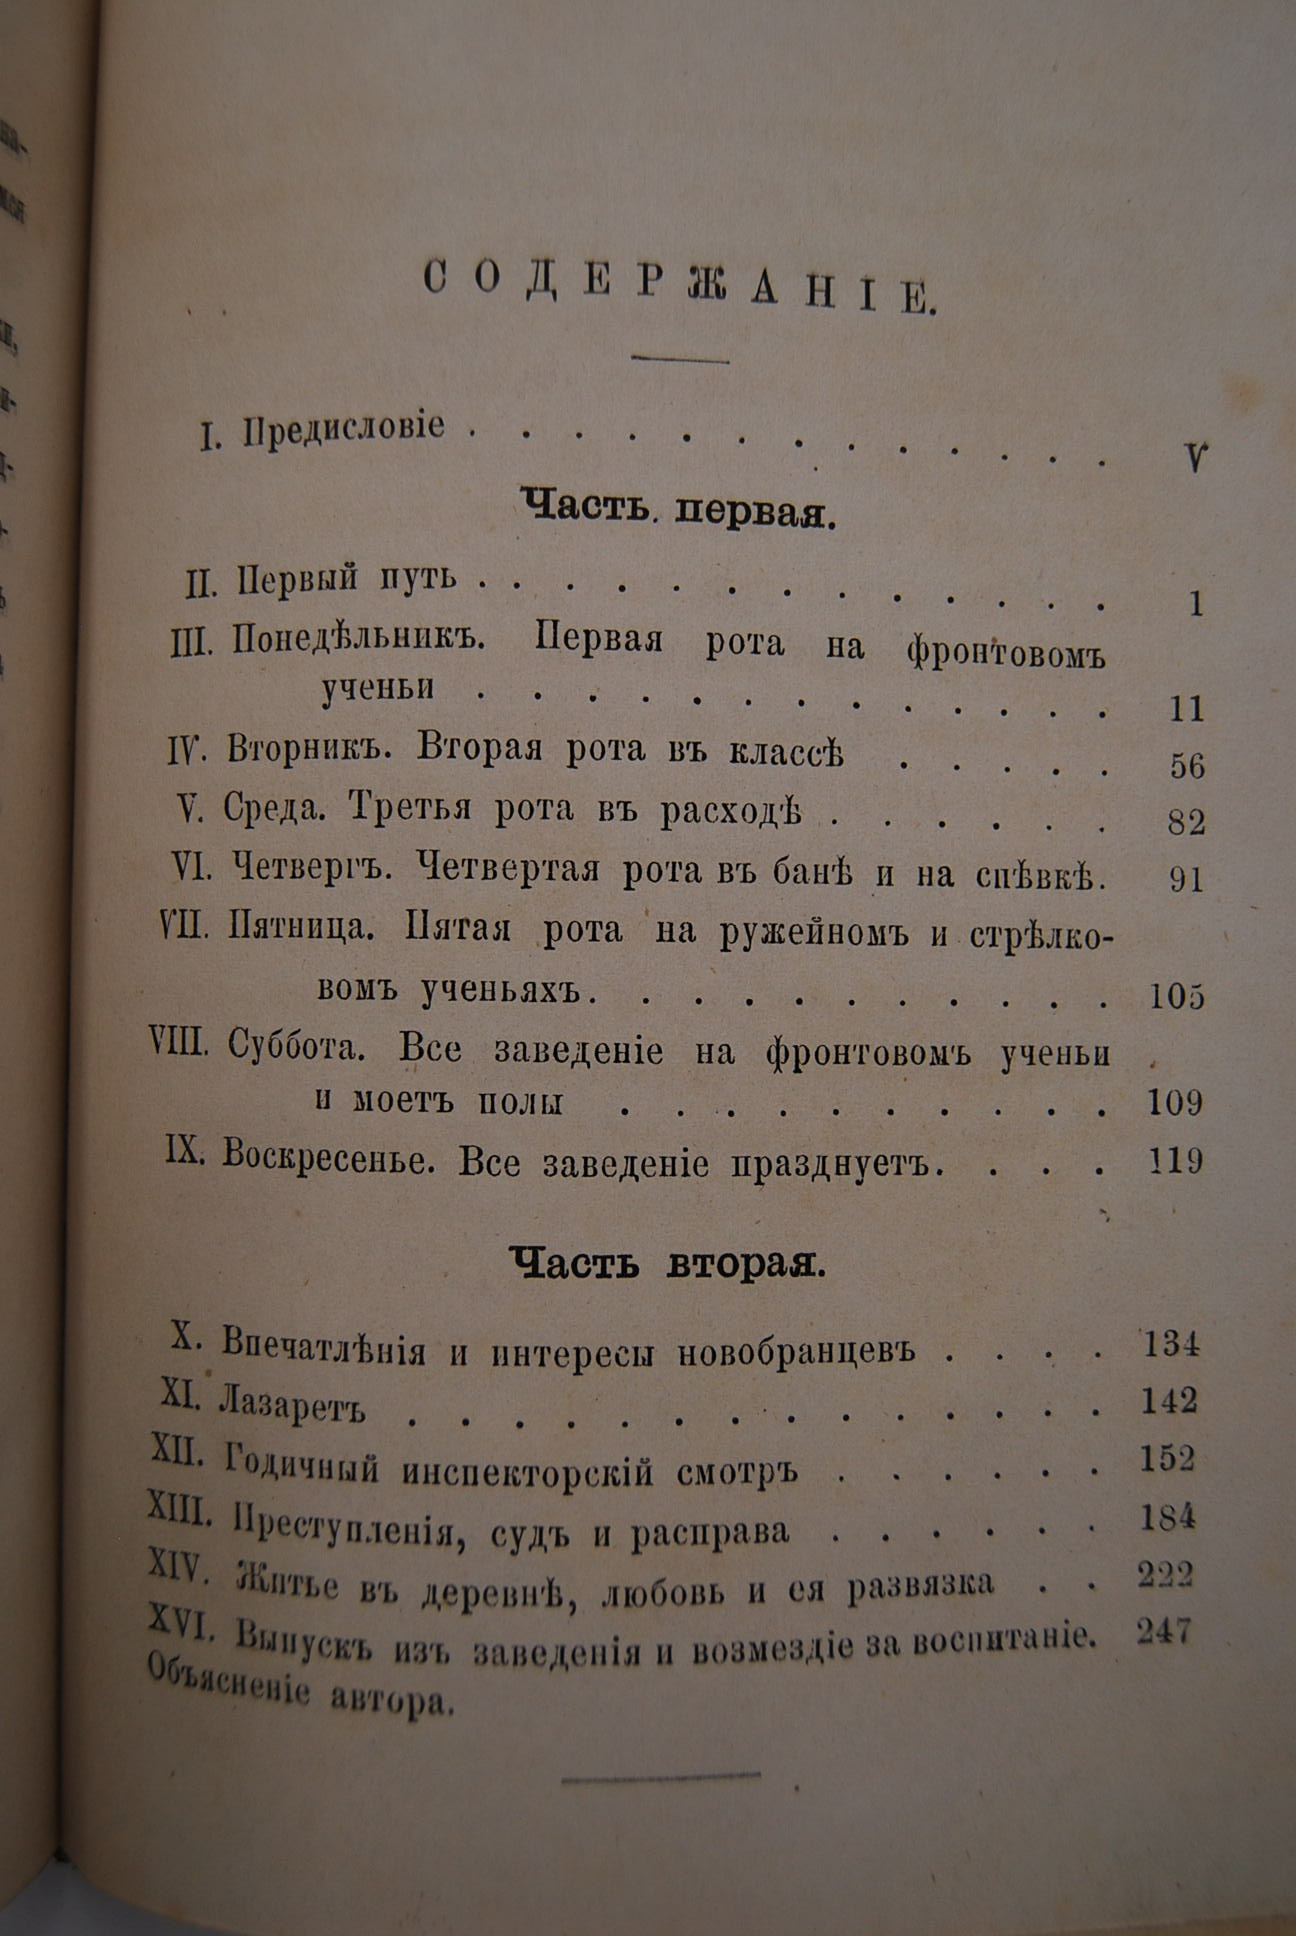 СОДЕРЖАНІЕ.
I. Предисловіе . . . . . . . . . . . . V
Часть первая.
II. Первый путь . . . . . . . . . . . . 1
III. Понедѣльникъ. Первая рота на фронтовомъ
ученьи . . . . . . . . . . . . 11
IV. Вторникъ. Вторая рота въ классѣ . . . . . 56
V. Среда. Третья рота въ расходѣ . . . . . . 82
VI. Четвергъ. Четвертая рота въ банѣ и на спѣвкѣ. 91
VII. Пятница. Пятая рота на ружейномъ и стрѣлко-
вомъ ученьяхъ. . . . . . . . . . . 105
VIII. Суббота. Все заведеніе на фронтовомъ ученьи
и моетъ полы . . . . . . . . . . 109
IX. Воскресенье. Все заведеніе празднуетъ. . . . 119
Часть вторая.
X. Впечатлѣнія и интересы новобранцевъ . . . . 134
XI. Лазаретъ . . . . . . . . . . . . . . 142
XII. Годичный инспекторскій смотръ . . . . . . 152
XIII. Преступленія, судъ и расправа . . . . . . 184
XIV. Житье въ деревнѣ, любовь и ея развязка . . 222
XVI. Выпускъ изъ заведенія и возмездіе за воспитаніе. 247
Объясненіе автора.